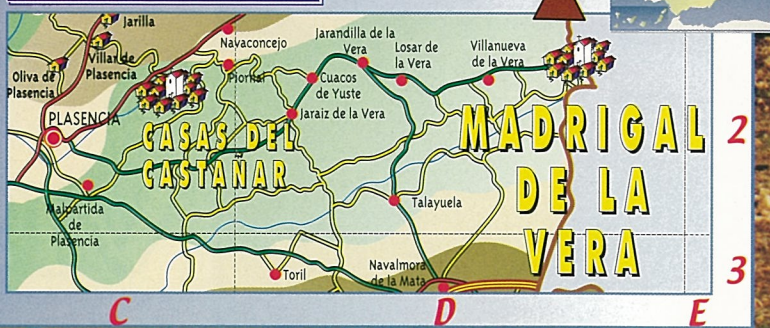 Jarilla
Villar de
Plasencia
Oliva de
Plasencia
PLASENCIA
Navaconcejo
Piornal
CASAS DEL
CASTAÑAR
Jarandilla de la
Vera
Losar de
la Vera
Villanueva
de la Vera
Cuacos
de Yuste
Jaraiz de la Vera
MADRIGAL
DE LA
VERA
2
Malpartida
de
Plasencia
Talayuela
Toril
Navalmora
de la Mata
3
C
D
E